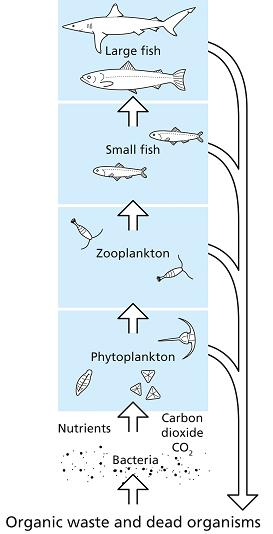 Large fish
Small fish
Zooplankton
Phytoplankton
Nutrients
Carbon
dioxide
CO₂
Bacteria
Organic waste and dead organisms